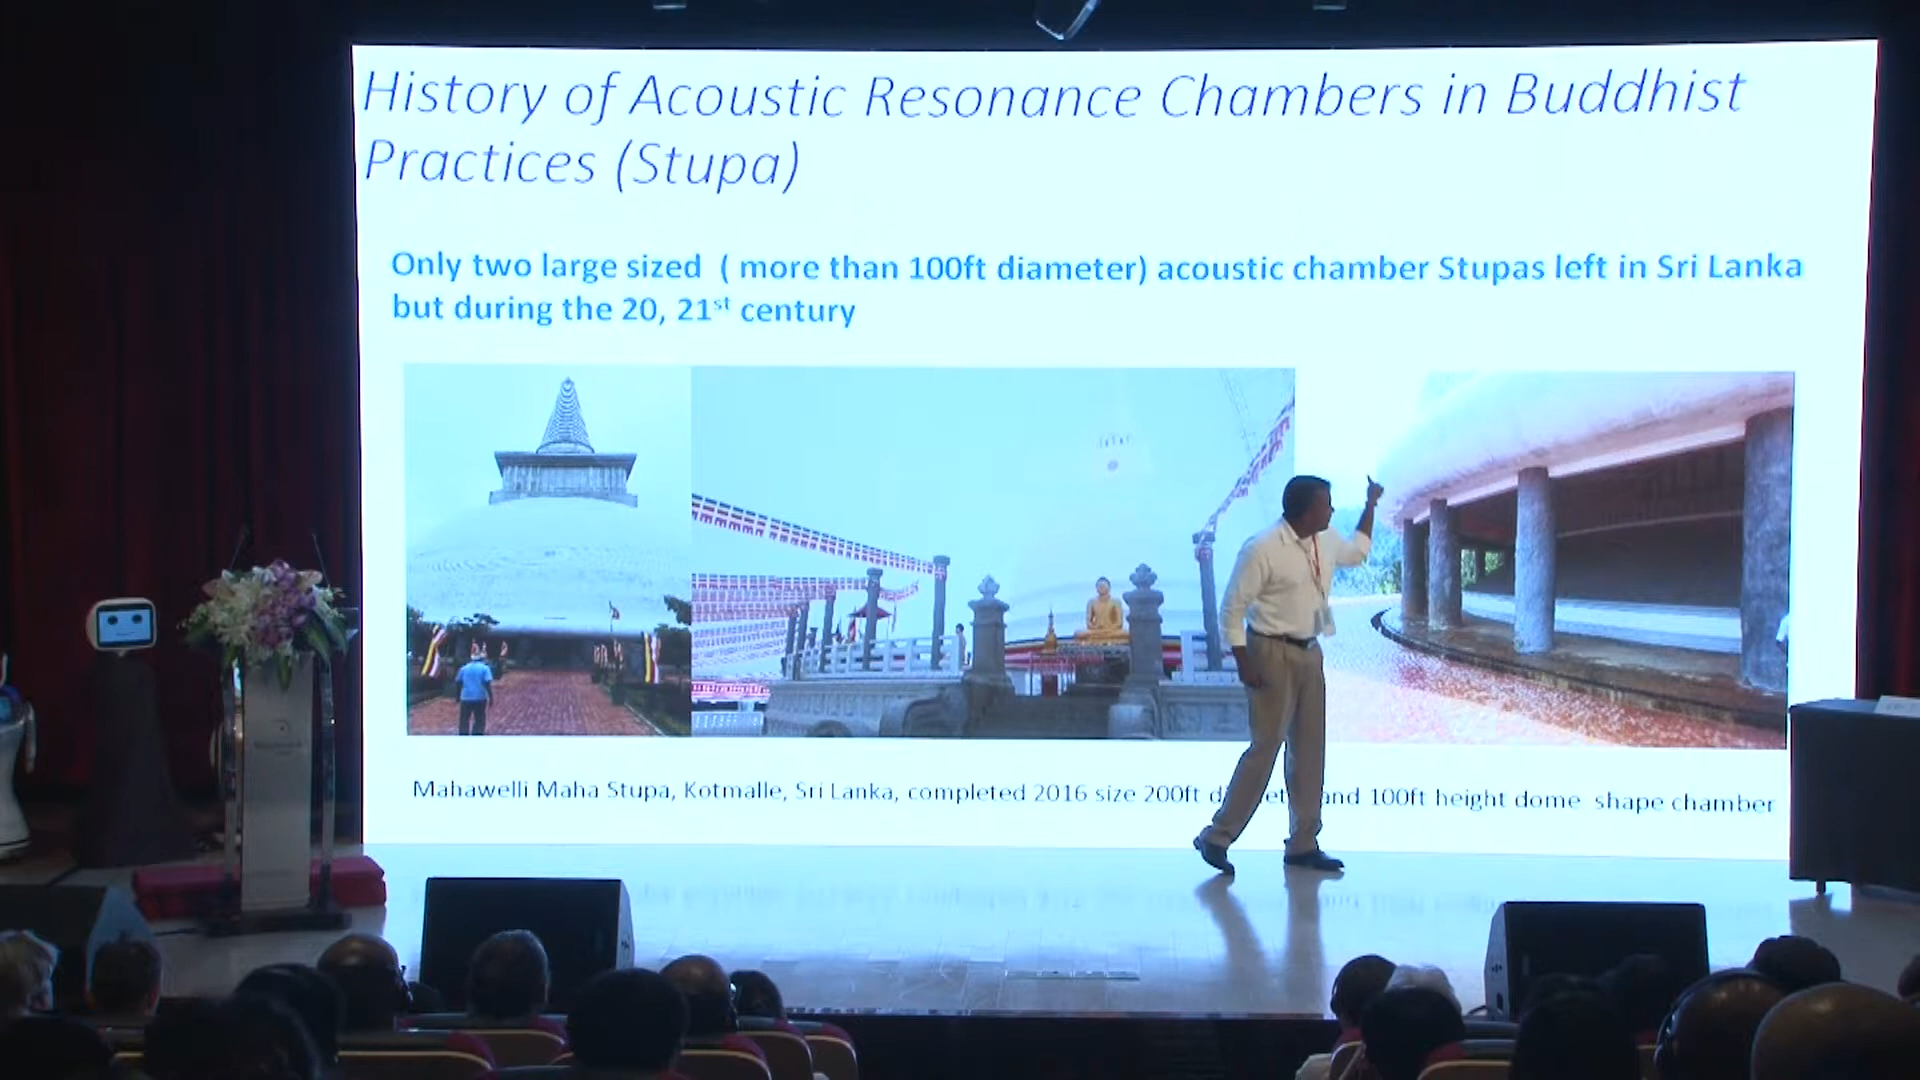 History of Acoustic Resonance Chambers in Buddhist
Practices (Stupa)
Only two large sized ( more than 100ft diameter) acoustic chamber Stupas left in Sri Lanka
but during the 20, 21st century
Mahawelli Maha Stupa, Kotmalle, Sri Lanka, completed 2016 size 200ft and 100ft height dome shape chamber